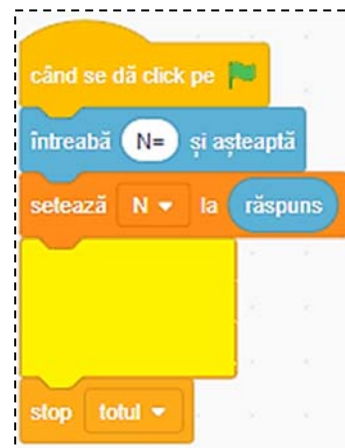 când se dă click pe
întreabă N= și așteaptă
setează N la răspuns
stop totul